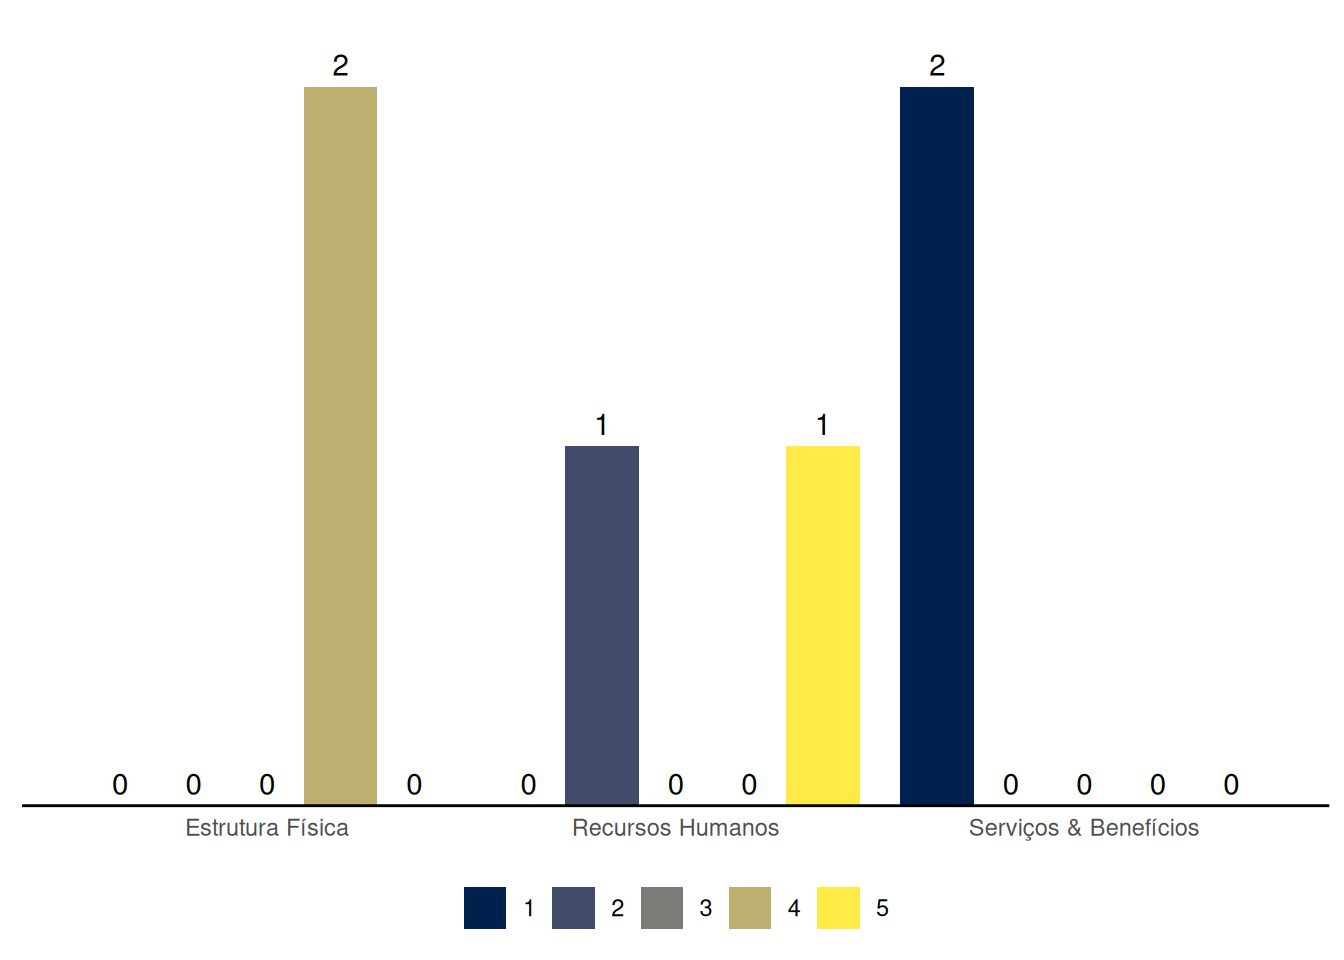 2 2
1 1
0 0 0 0 0 0 0 0 0 0 0
Estrutura Física Recursos Humanos Serviços & Benefícios
1 2 3 4 5